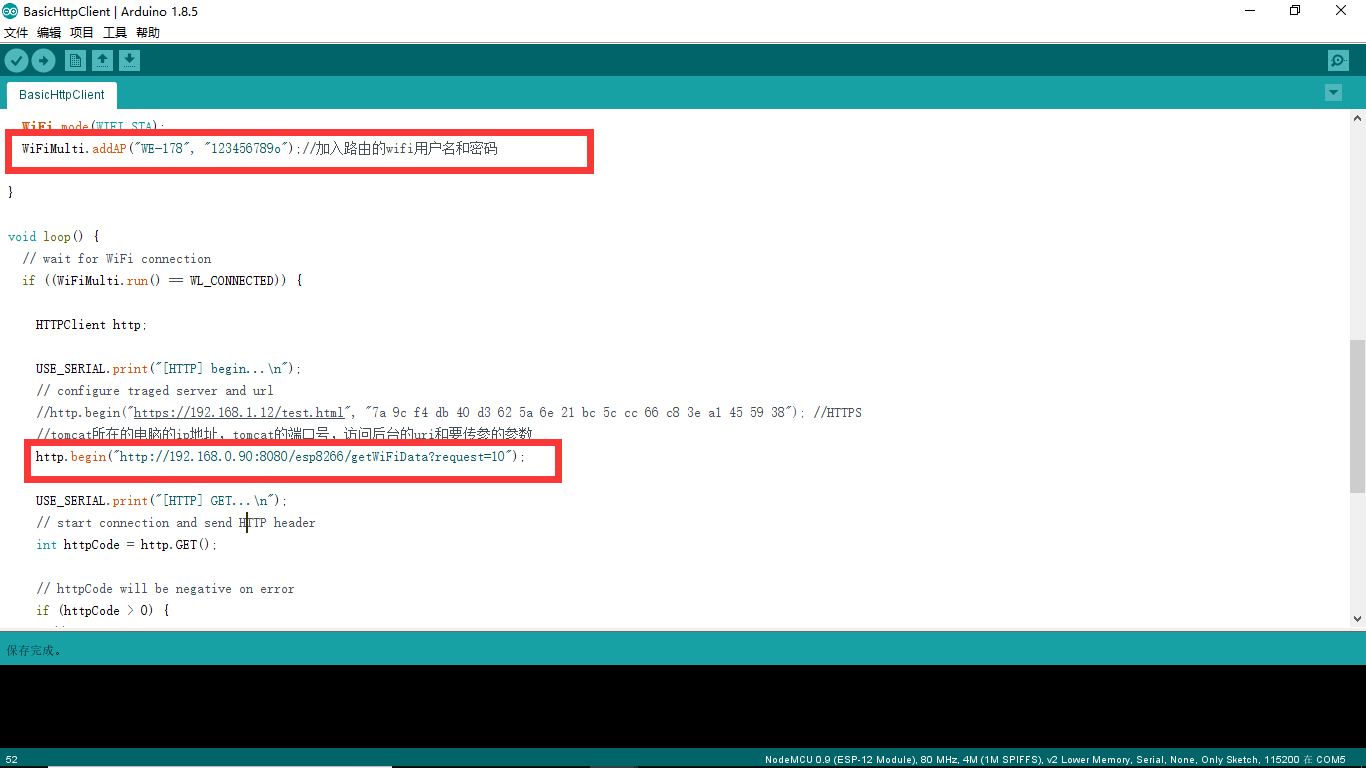 BasicHttpClient | Arduino 1.8.5
文件 编辑 项目 工具 帮助
BasicHttpClient
WiFi.mode(WIFI_STA);
WiFiMulti.addAP("WE-178", "123456789o");//加入路由的wifi用户名和密码
}
void loop() {
// wait for WiFi connection
if ((WiFiMulti.run() == WL_CONNECTED)) {
HTTPClient http;
USE_SERIAL.print("[HTTP] begin...\n");
// configure traged server and url
//http.begin("https://192.168.1.12/test.html", "7a 9c f4 db 40 d3 62 5a 6e 21 bc 5c cc 66 c8 3e a1 45 59 38"); //HTTPS
//tomcat所在的电脑的ip地址，tomcat的端口号，访问后台的uri和要传参的参数
http.begin("http://192.168.0.90:8080/esp8266/getWiFiData?request=10");
USE_SERIAL.print("[HTTP] GET...\n");
// start connection and send HTTP header
int httpCode = http.GET();
// httpCode will be negative on error
if (httpCode > 0) {
保存完成。
52
NodeMCU 0.9 (ESP-12 Module), 80 MHz, 4M (1M SPIFFS), v2 Lower Memory, Serial, None, Only Sketch, 115200 在 COM5